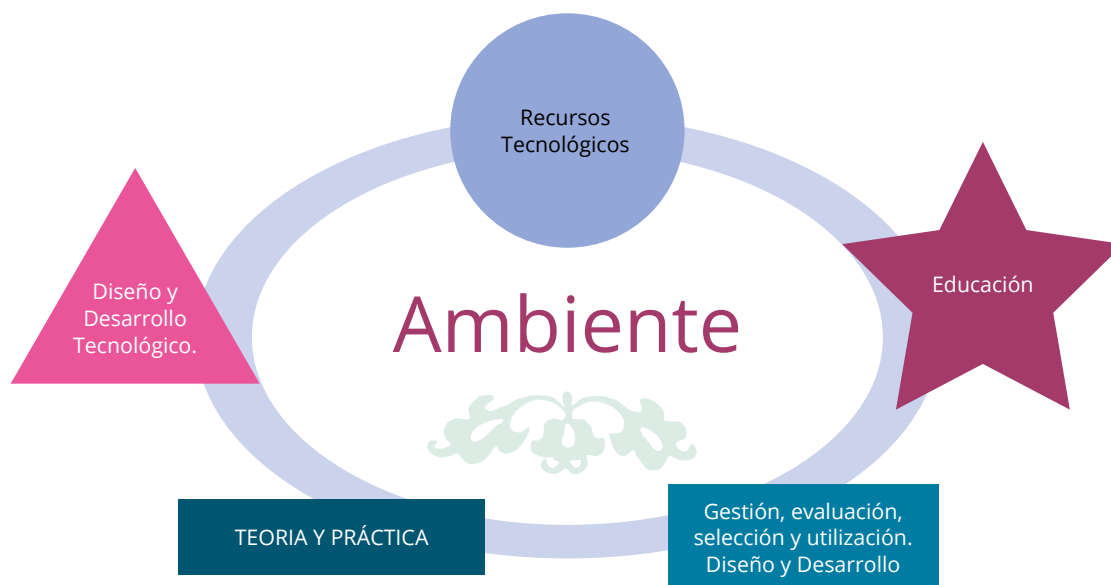 Recursos
Tecnológicos
Educación
Diseño y
Desarrollo
Tecnológico.
Ambiente
TEORIA Y PRÁCTICA
Gestión, evaluación,
selección y utilización.
Diseño y Desarrollo